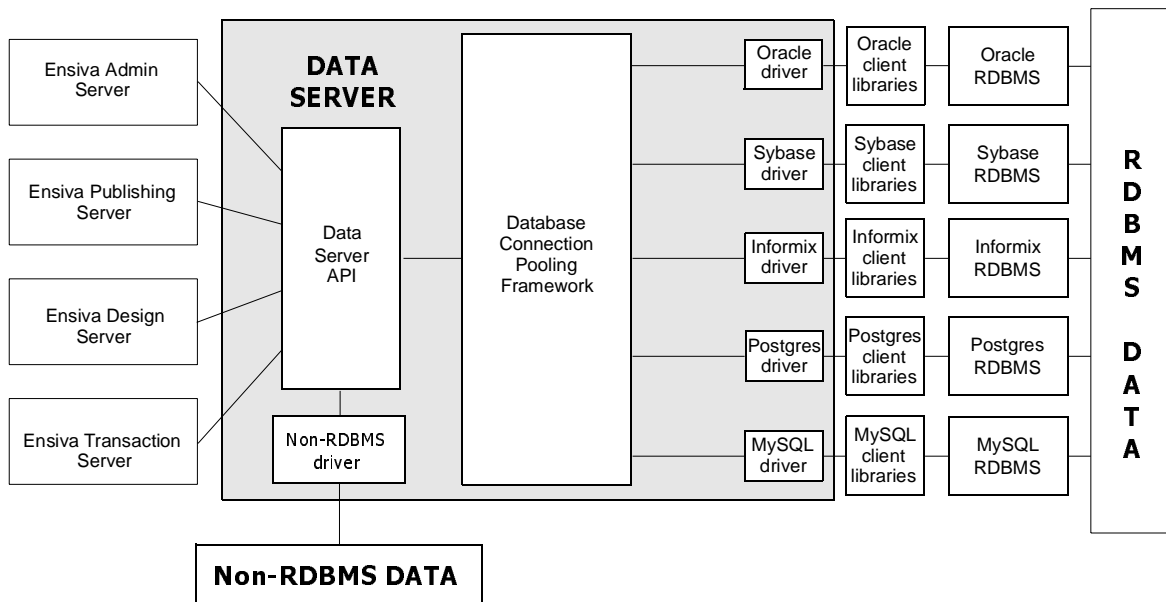 Ensiva Admin
Server
Ensiva Publishing
Server
Ensiva Design
Server
Ensiva Transaction
Server
DATA
SERVER
Data
Server
API
Non-RDBMS
driver
Non-RDBMS DATA
Database
Connection
Pooling
Framework
Oracle
driver
Oracle
client
libraries
Oracle
RDBMS
Sybase
driver
Sybase
client
libraries
Sybase
RDBMS
Informix
driver
Informix
client
libraries
Informix
RDBMS
Postgres
driver
Postgres
client
libraries
Postgres
RDBMS
MySQL
driver
MySQL
client
libraries
MySQL
RDBMS
RDBMS DATA